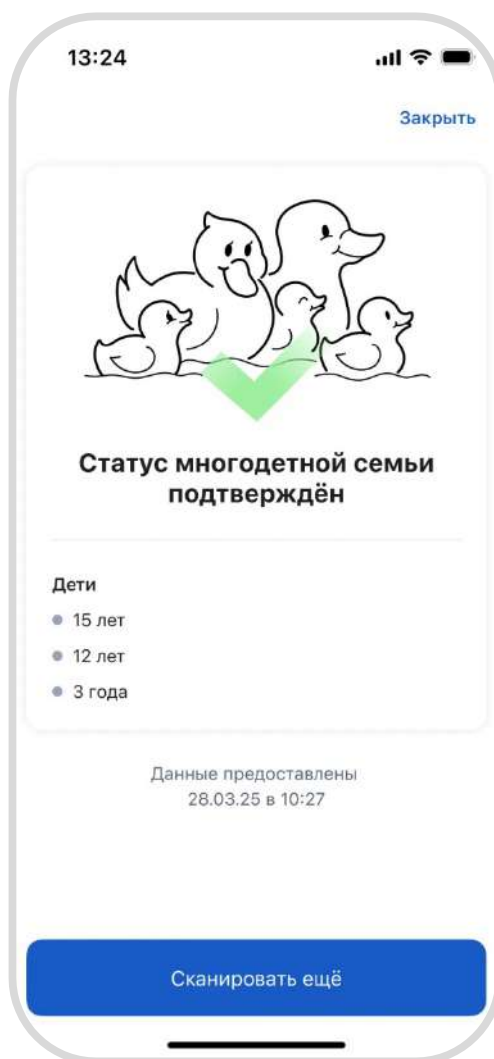 13:24
Закрыть
Статус многодетной семьи
подтверждён
Дети
15 лет
12 лет
3 года
Данные предоставлены
28.03.25 в 10:27
Сканировать ещё